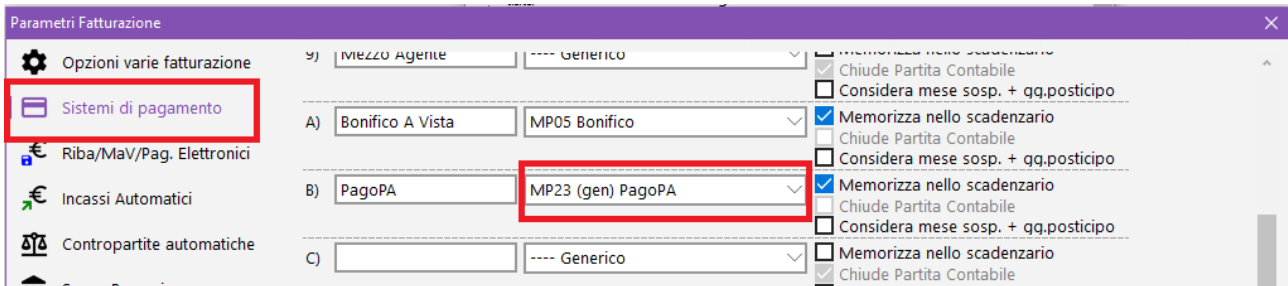 Parametri Fatturazione
Opzioni varie fatturazione
Sistemi di pagamento
Riba/MaV/Pag. Elettronici
Incassi Automatici
Contropartite automatiche
9) Mezzo Agente ---- Generico Memorizza nello scadenzario
Chiude Partita Contabile
Considera mese sosp. + gg.posticipo
A) Bonifico A Vista MP05 Bonifico Memorizza nello scadenzario
Chiude Partita Contabile
Considera mese sosp. + gg.posticipo
B) PagoPA MP23 (gen) PagoPA Memorizza nello scadenzario
Chiude Partita Contabile
Considera mese sosp. + gg.posticipo
C) ---- Generico Memorizza nello scadenzario
Chiude Partita Contabile